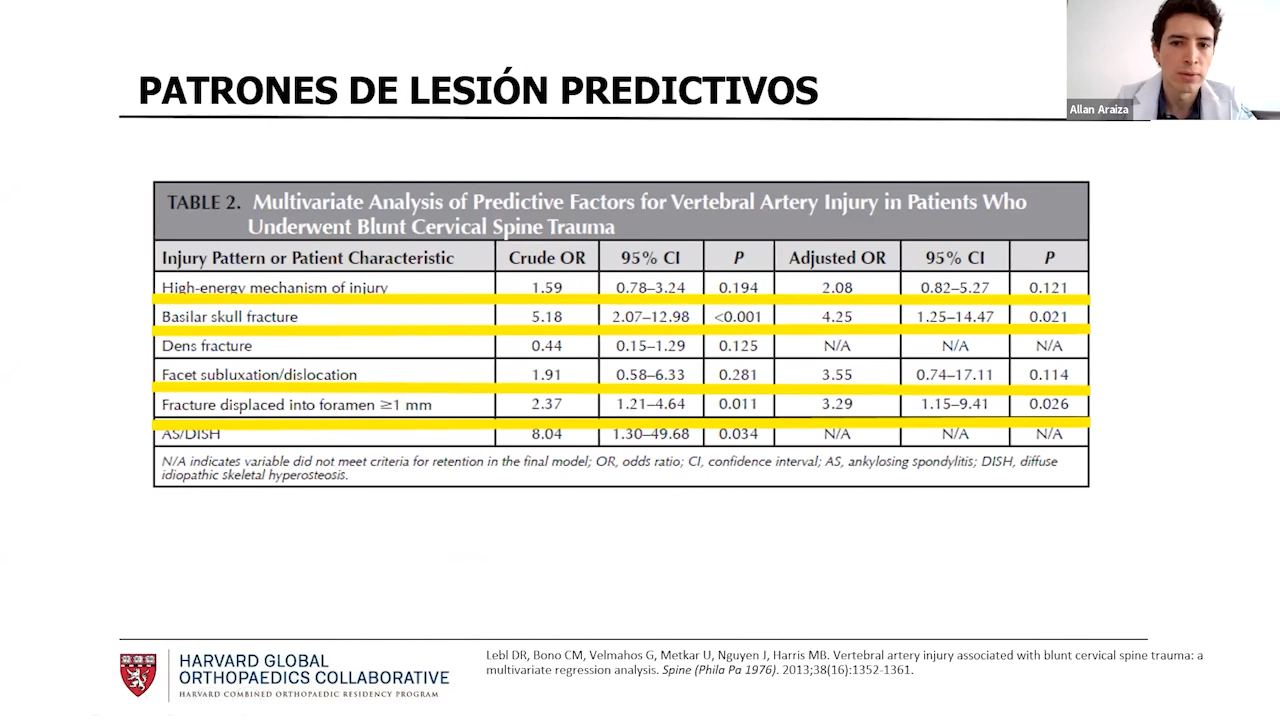 PATRONES DE LESIÓN PREDICTIVOS
Allan Araiza
TABLE 2. Multivariate Analysis of Predictive Factors for Vertebral Artery Injury in Patients Who
Underwent Blunt Cervical Spine Trauma
Injury Pattern or Patient Characteristic Crude OR 95% CI P Adjusted OR 95% CI P
High-energy mechanism of injury 1.59 0.78–3.24 0.194 2.08 0.82–5.27 0.121
Basilar skull fracture 5.18 2.07–12.98 <0.001 4.25 1.25–14.47 0.021
Dens fracture 0.44 0.15–1.29 0.125 N/A N/A N/A
Facet subluxation/dislocation 1.91 0.58–6.33 0.281 3.55 0.74–17.11 0.114
Fracture displaced into foramen ≥1 mm 2.37 1.21–4.64 0.011 3.29 1.15–9.41 0.026
AS/DISH 8.04 1.30–49.68 0.034 N/A N/A N/A
N/A indicates variable did not meet criteria for retention in the final model; OR, odds ratio; CI, confidence interval; AS, ankylosing spondylitis; DISH, diffuse
idiopathic skeletal hyperosteosis.
HARVARD GLOBAL
ORTHOPAEDICS COLLABORATIVE
HARVARD COMBINED ORTHOPAEDIC RESIDENCY PROGRAM
Lebl DR, Bono CM, Velmahos G, Metkar U, Nguyen J, Harris MB. Vertebral artery injury associated with blunt cervical spine trauma: a
multivariate regression analysis. Spine (Phila Pa 1976). 2013;38(16):1352-1361.